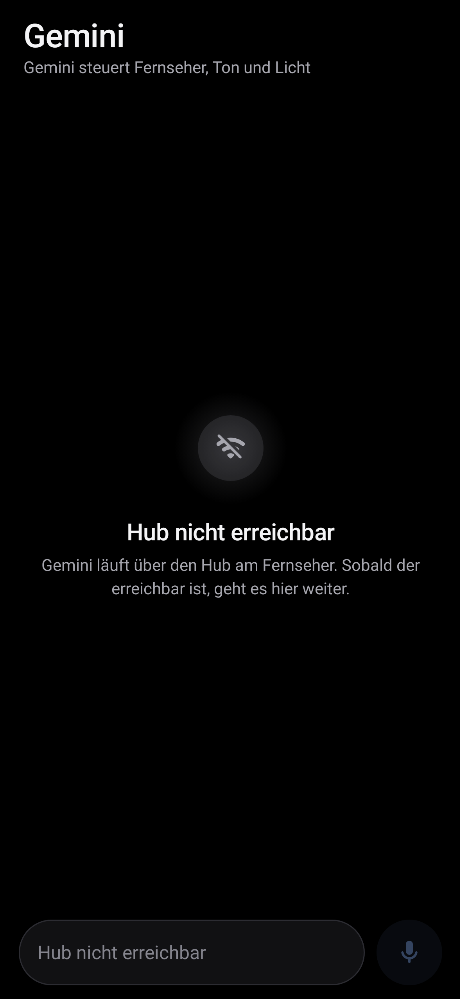 Gemini
Gemini steuert Fernseher, Ton und Licht
Hub nicht erreichbar
Gemini läuft über den Hub am Fernseher. Sobald der
erreichbar ist, geht es hier weiter.
Hub nicht erreichbar